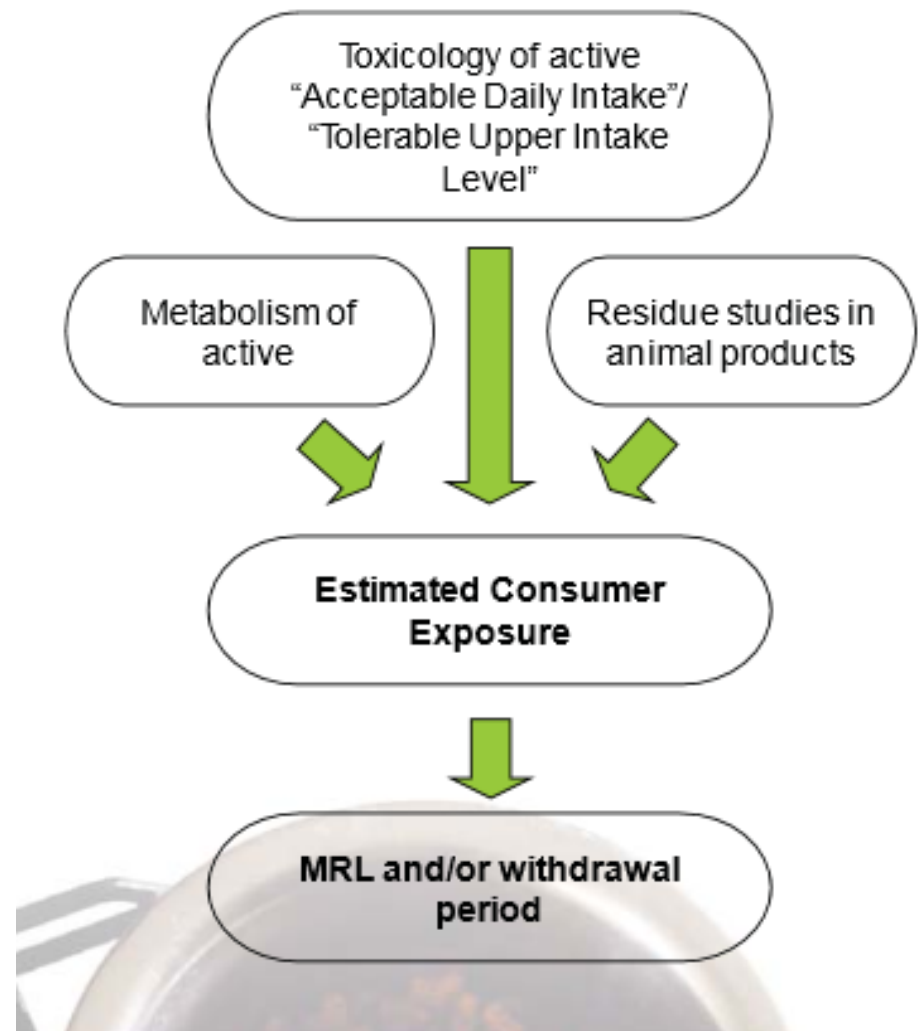 Toxicology of active
“Acceptable Daily Intake”/
“Tolerable Upper Intake
Level”
Metabolism of
active
Residue studies in
animal products
Estimated Consumer
Exposure
MRL and/or withdrawal
period